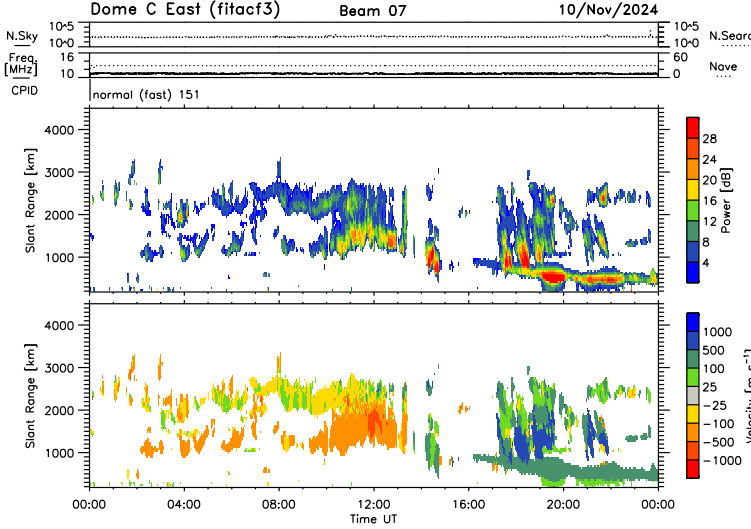 Dome C East (fitacf3) Beam 07 10/Nov/2024
N.Sky 10^5 10^0 10^5 10^0 N.Searc
Freq. [MHz] 16 10 60 0 Nave
CPID normal (fast) 151
Slant Range [km] 4000 3000 2000 1000
28 24 20 16 12 8 4 Power [dB]
Slant Range [km] 4000 3000 2000 1000
1000 500 100 25 -25 -100 -500 -1000 Velocity [m s^-1]
00:00 04:00 08:00 12:00 16:00 20:00 00:00
Time UT